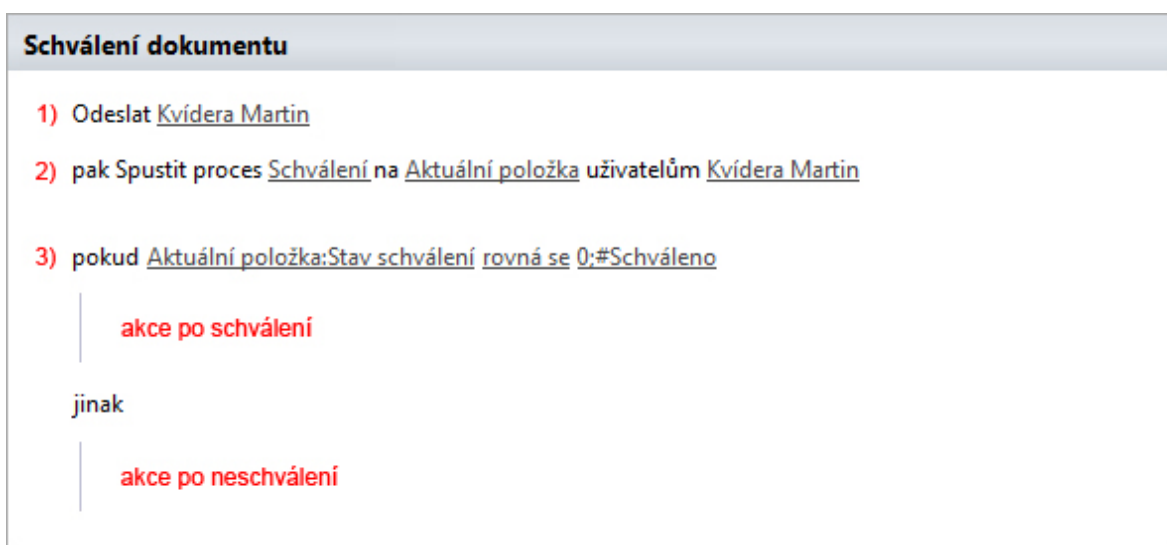 Schválení dokumentu
1) Odeslat Kvídera Martin
2) pak Spustit proces Schválení na Aktuální položka uživatelům Kvídera Martin
3) pokud Aktuální položka:Stav schválení rovná se 0;#Schváleno
akce po schválení
jinak
akce po neschválení